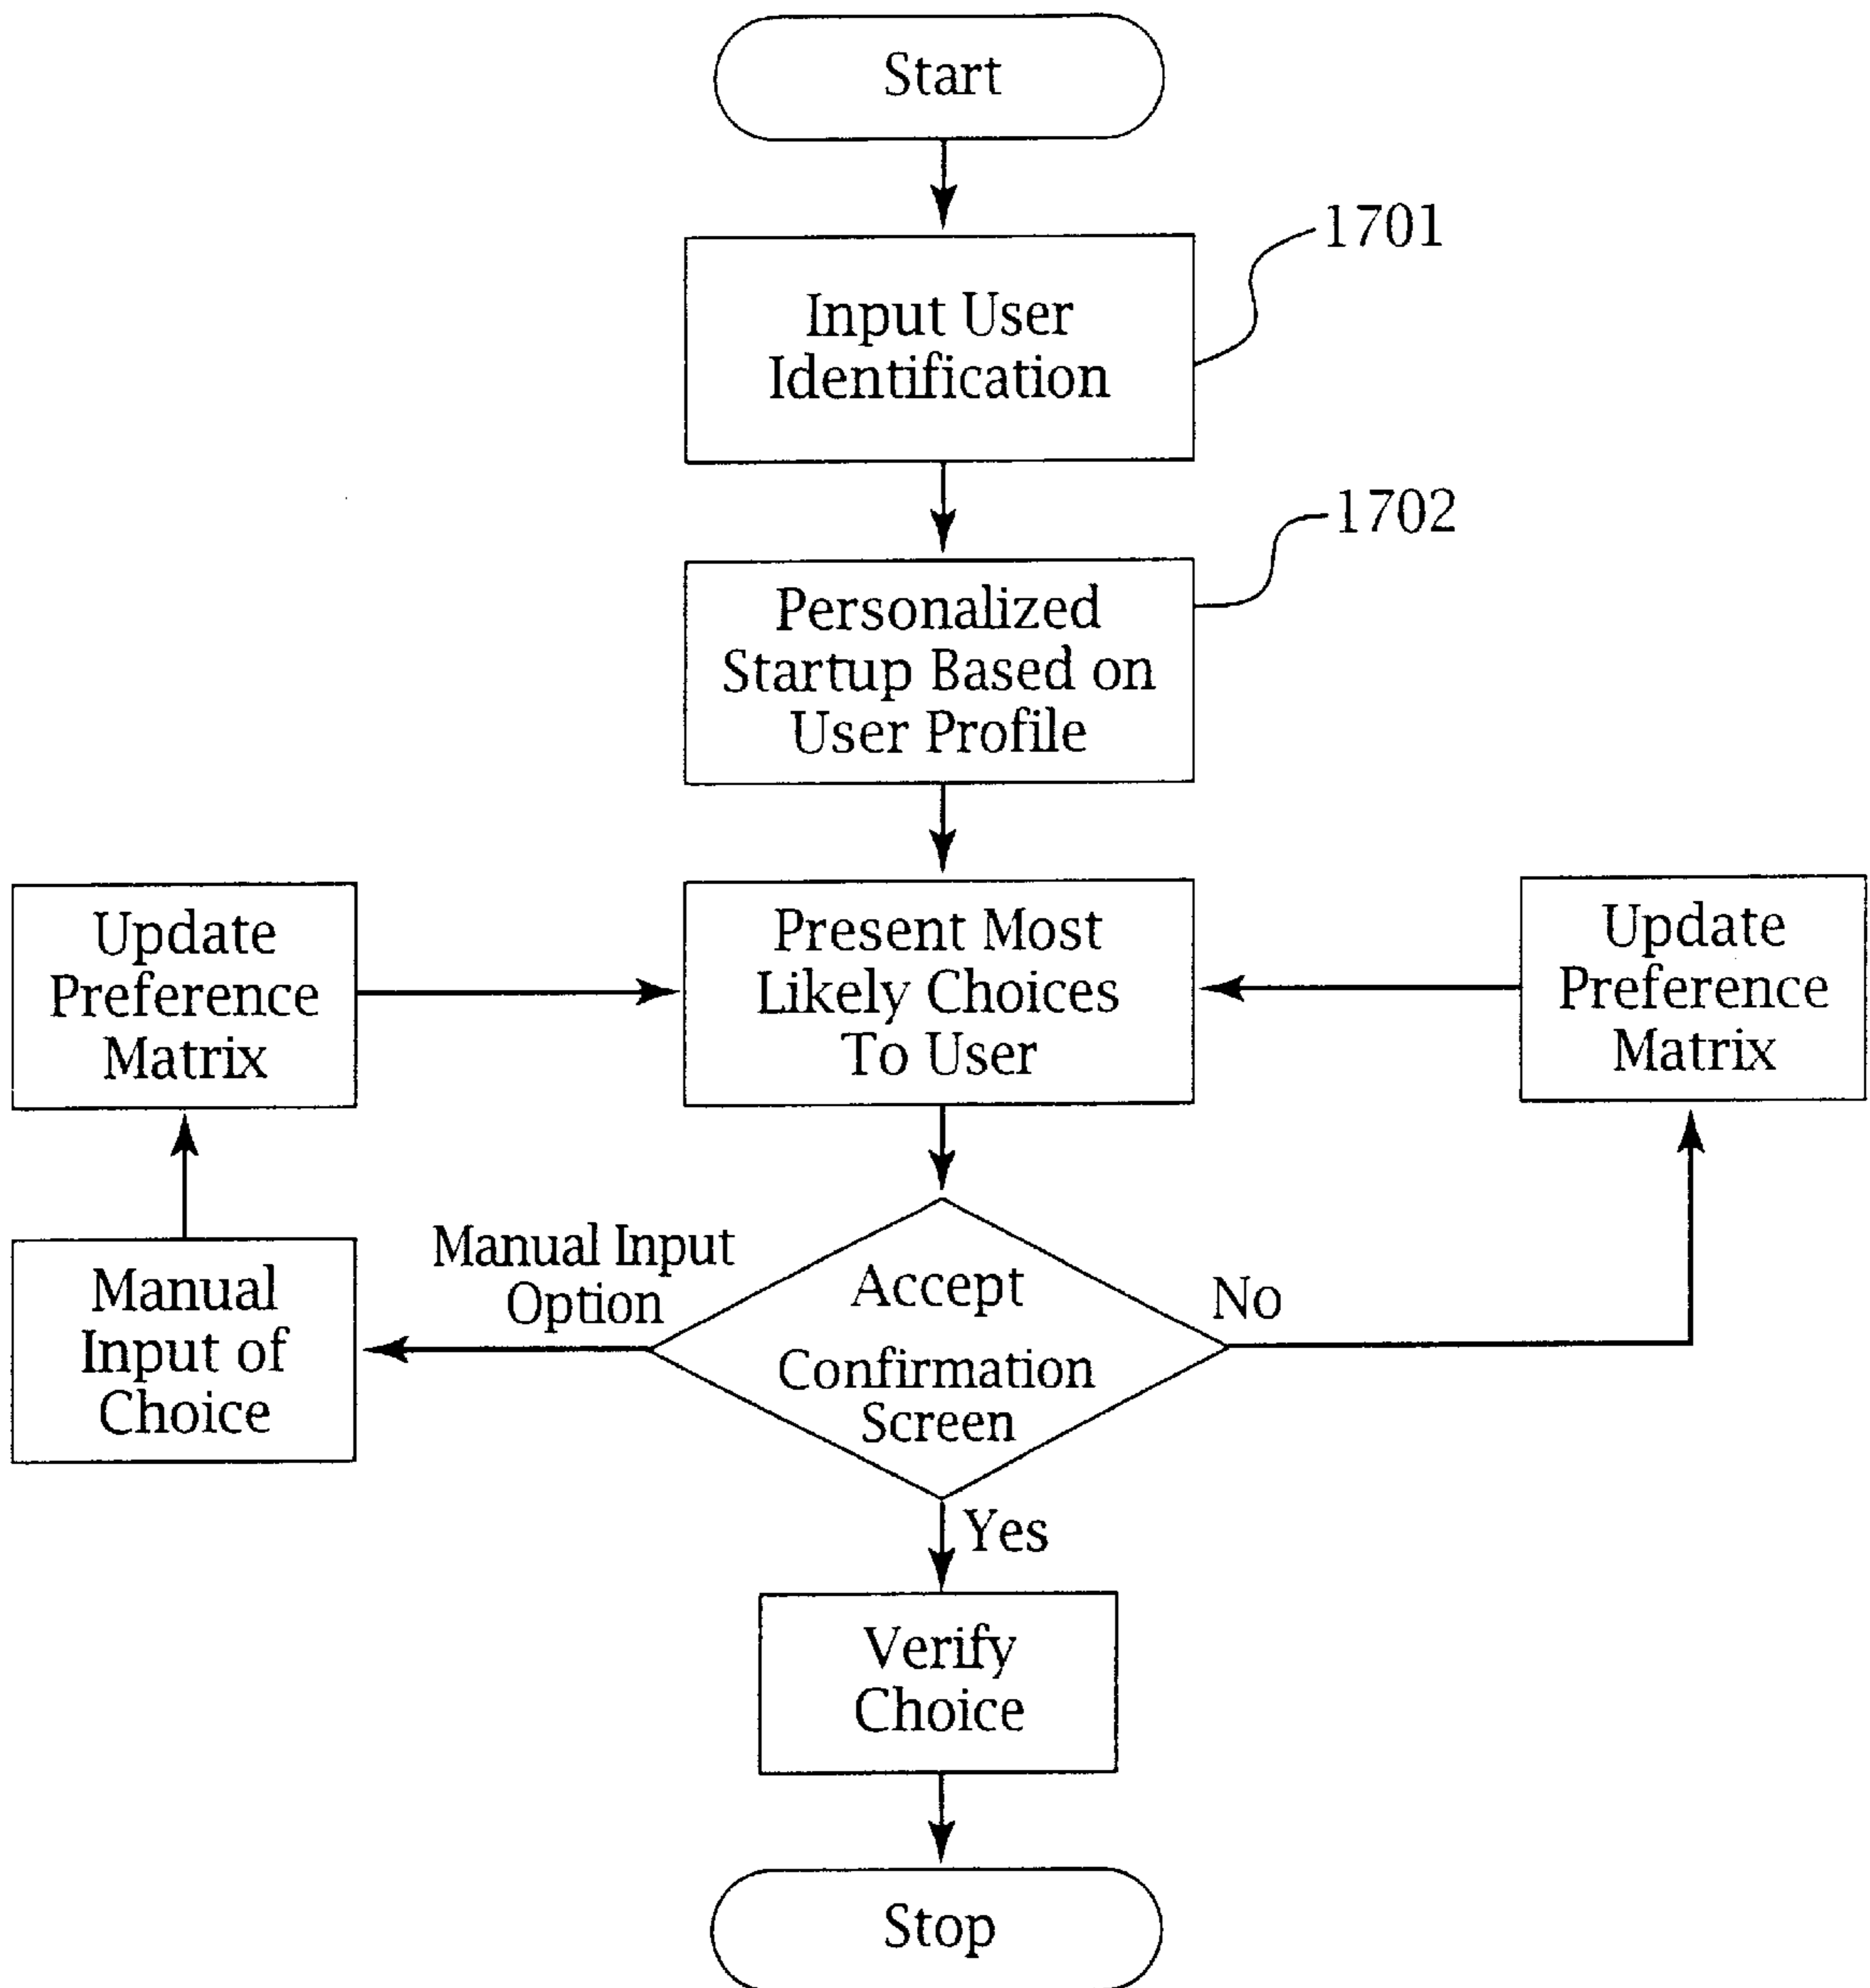 Start
1701
Input User
Identification
1702
Personalized
Startup Based on
User Profile
Update
Preference
Matrix
Present Most
Likely Choices
To User
Update
Preference
Matrix
Manual
Input of
Choice
Manual Input
Option
Accept
Confirmation
Screen
No
Yes
Verify
Choice
Stop